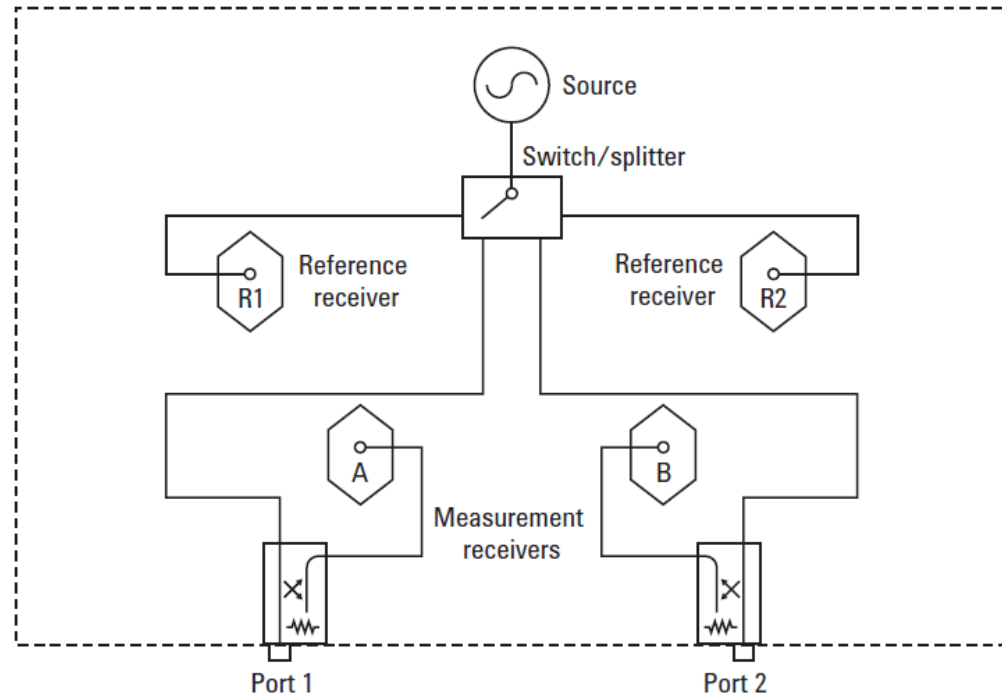 Source
Switch/splitter
Reference
receiver
R1
Reference
receiver
R2
A
B
Measurement
receivers
Port 1
Port 2